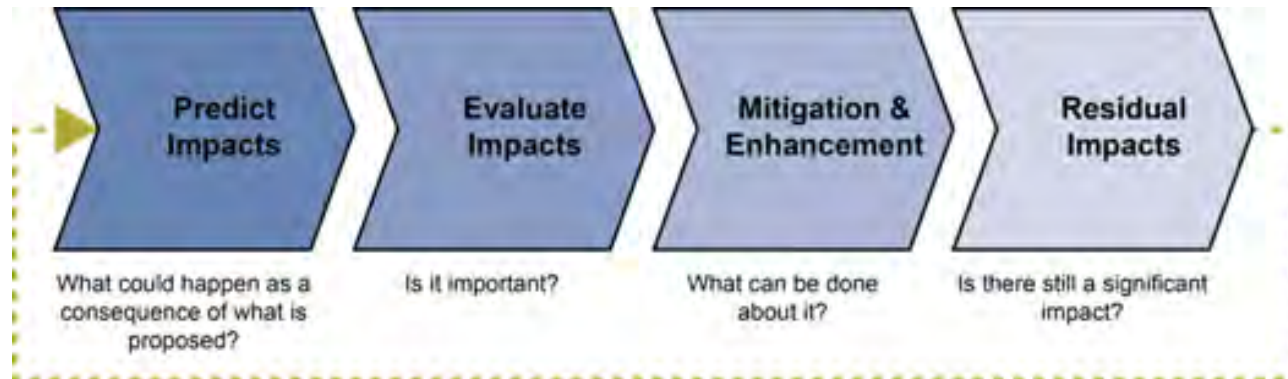 Predict
Impacts
Evaluate
Impacts
Mitigation &
Enhancement
Residual
Impacts
What could happen as a
consequence of what is
proposed?
Is it important?
What can be done
about it?
Is there still a significant
impact?